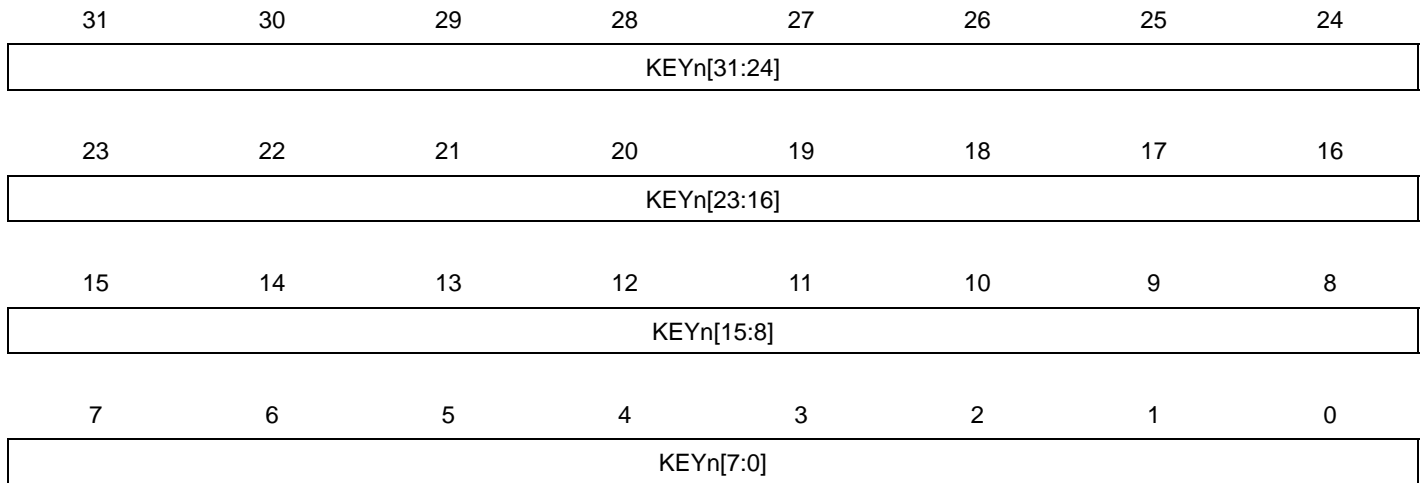 31 30 29 28 27 26 25 24
KEYn[31:24]
23 22 21 20 19 18 17 16
KEYn[23:16]
15 14 13 12 11 10 9 8
KEYn[15:8]
7 6 5 4 3 2 1 0
KEYn[7:0]